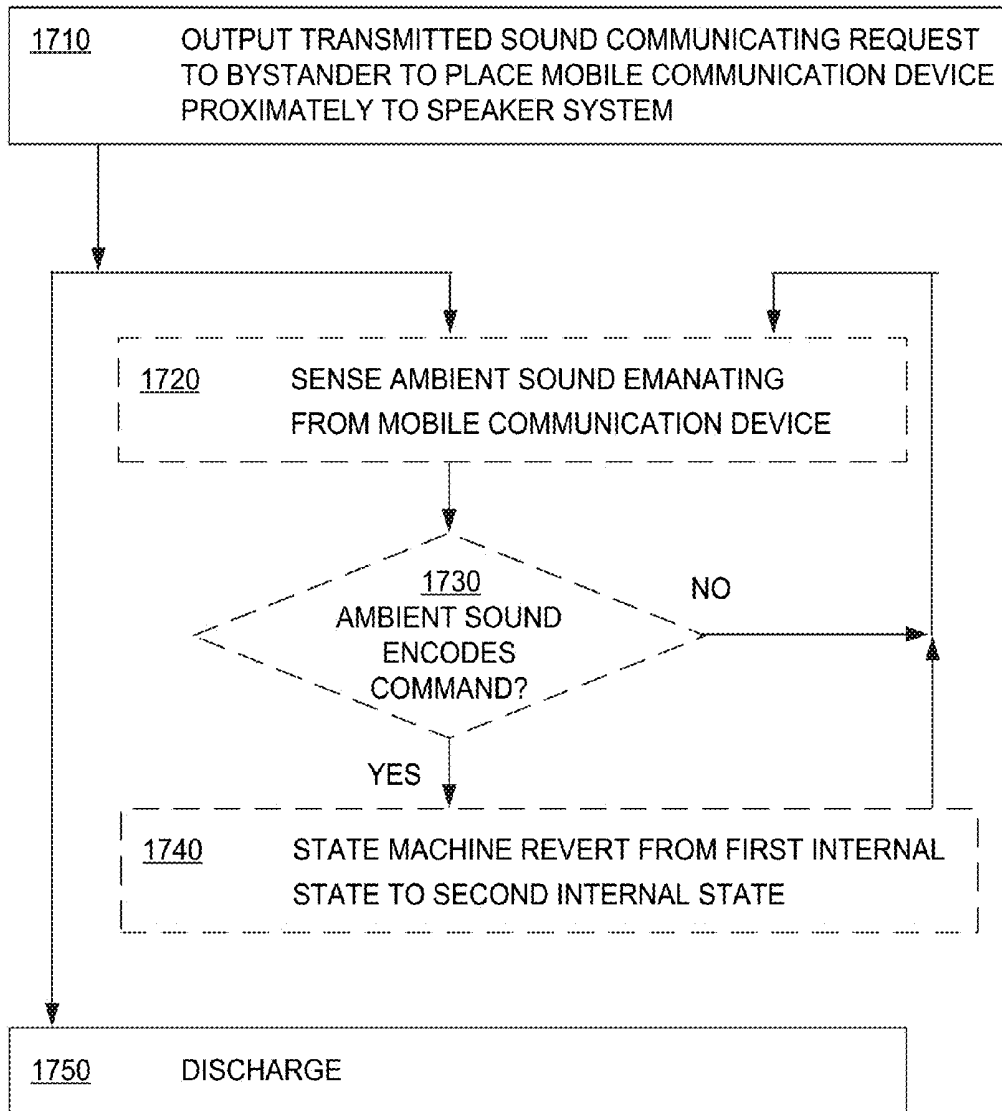 1710 OUTPUT TRANSMITTED SOUND COMMUNICATING REQUEST
TO BYSTANDER TO PLACE MOBILE COMMUNICATION DEVICE
PROXIMATELY TO SPEAKER SYSTEM
1720 SENSE AMBIENT SOUND EMANATING
FROM MOBILE COMMUNICATION DEVICE
1730
AMBIENT SOUND
ENCODES
COMMAND?
NO
YES
1740 STATE MACHINE REVERT FROM FIRST INTERNAL
STATE TO SECOND INTERNAL STATE
1750 DISCHARGE